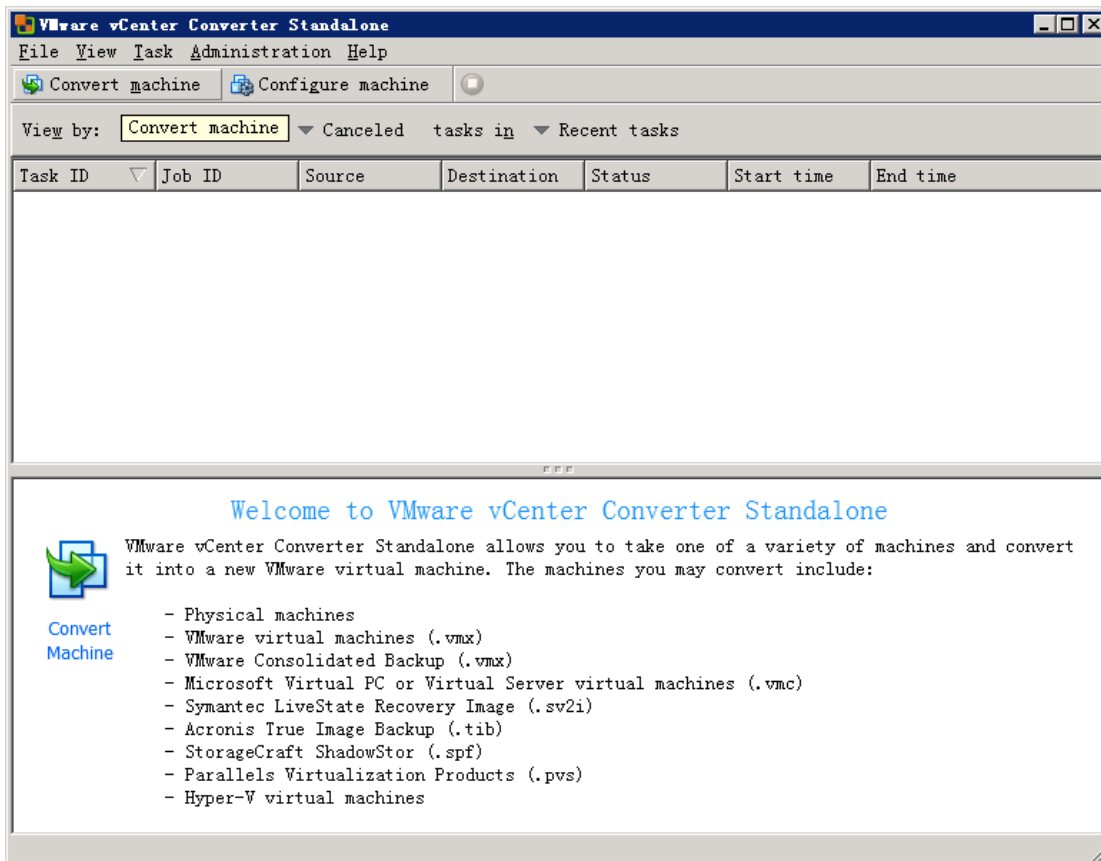 VMware vCenter Converter Standalone
File View Task Administration Help
Convert machine Configure machine
View by: Convert machine Canceled tasks in Recent tasks
Task ID Job ID Source Destination Status Start time End time
Welcome to VMware vCenter Converter Standalone
VMware vCenter Converter Standalone allows you to take one of a variety of machines and convert
it into a new VMware virtual machine. The machines you may convert include:
- Physical machines
- VMware virtual machines (.vmx)
- VMware Consolidated Backup (.vmx)
- Microsoft Virtual PC or Virtual Server virtual machines (.vmc)
- Symantec LiveState Recovery Image (.sv2i)
- Acronis True Image Backup (.tib)
- StorageCraft ShadowStor (.spf)
- Parallels Virtualization Products (.pvs)
- Hyper-V virtual machines
Convert
Machine